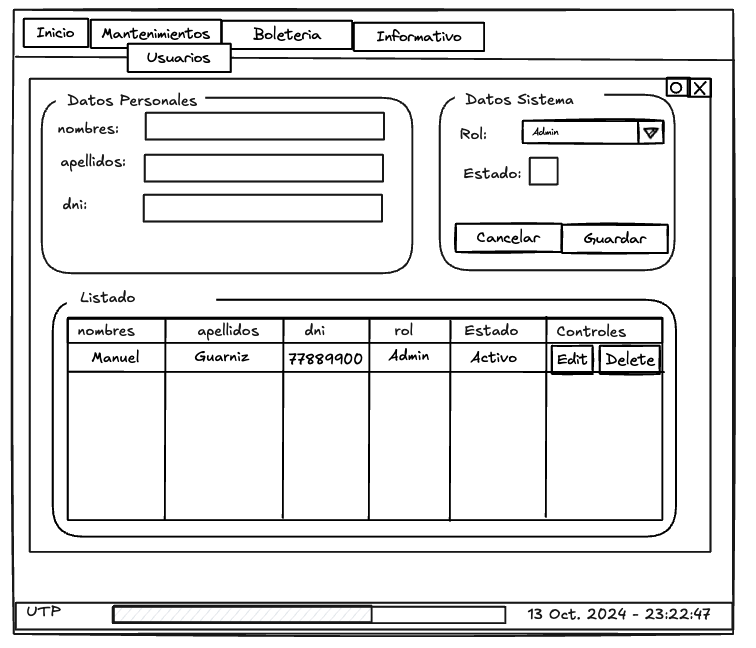 Inicio Mantenimientos Boleteria Informativo
Usuarios
O X
Datos Personales
nombres:
apellidos:
dni:
Datos Sistema
Rol: Admin
Estado:
Cancelar Guardar
Listado
nombres apellidos dni rol Estado Controles
Manuel Guarniz 77889900 Admin Activo Edit Delete
UTP 13 Oct. 2024 - 23:22:47